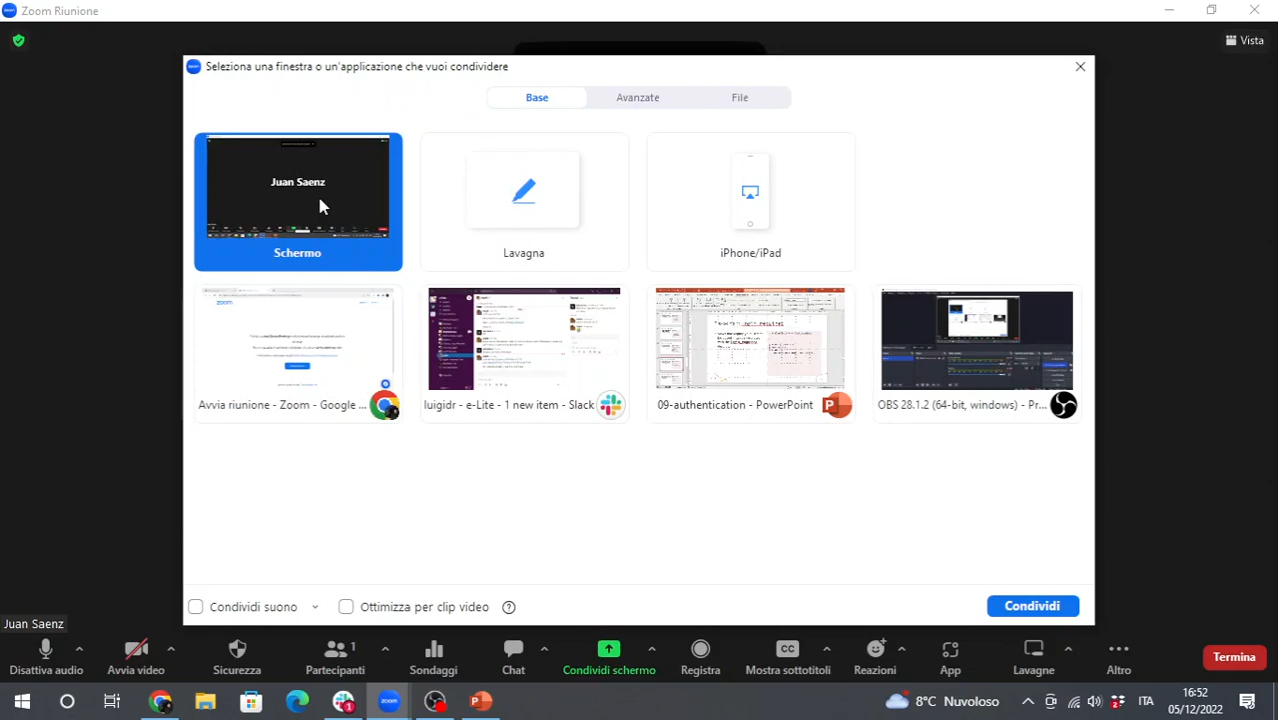 Zoom Riunione
Vista
Seleziona una finestra o un'applicazione che vuoi condividere
Base
Avanzate
File
Juan Saenz
Schermo
Lavagna
iPhone/iPad
zoom
Avvia riunione - Zoom - Google ...
luigidr - e-Lite - 1 new item - Slack
09-authentication - PowerPoint
OBS 28.1.2 (64-bit, windows) - Pr...
Condividi suono
Ottimizza per clip video
Condividi
Juan Saenz
1
CC
Disattiva audio
Avvia video
Sicurezza
Partecipanti
Sondaggi
Chat
Condividi schermo
Registra
Mostra sottotitoli
Reazioni
App
Lavagne
Altro
Termina
zoom
8°C Nuvoloso
ITA
16:52
05/12/2022